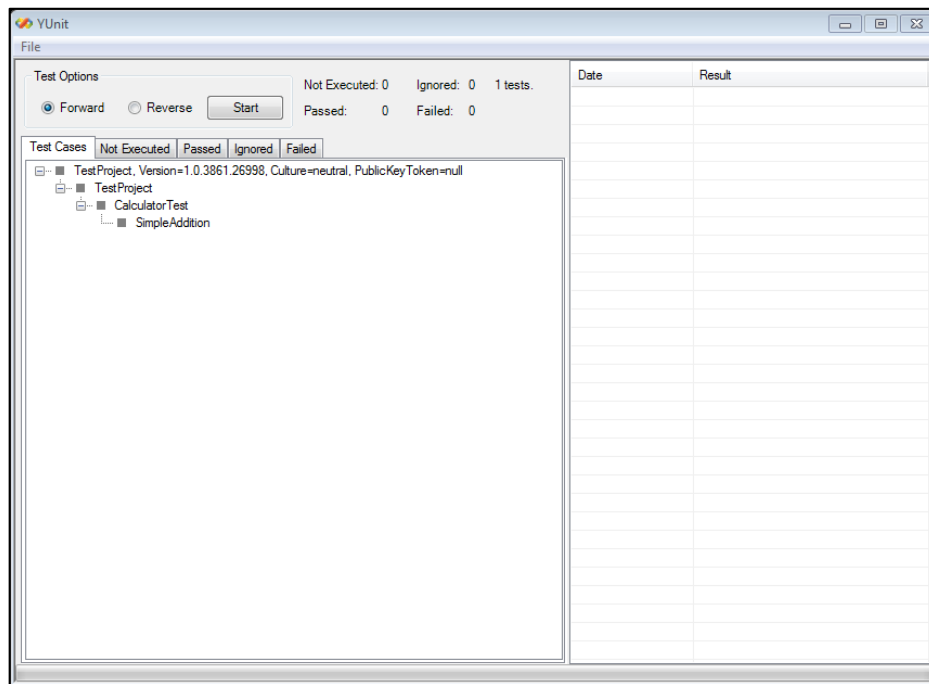 YUnit
File
Test Options
Forward Reverse Start
Not Executed: 0 Ignored: 0 1 tests.
Passed: 0 Failed: 0
Test Cases Not Executed Passed Ignored Failed
TestProject, Version=1.0.3861.26998, Culture=neutral, PublicKeyToken=null
TestProject
CalculatorTest
SimpleAddition
Date Result